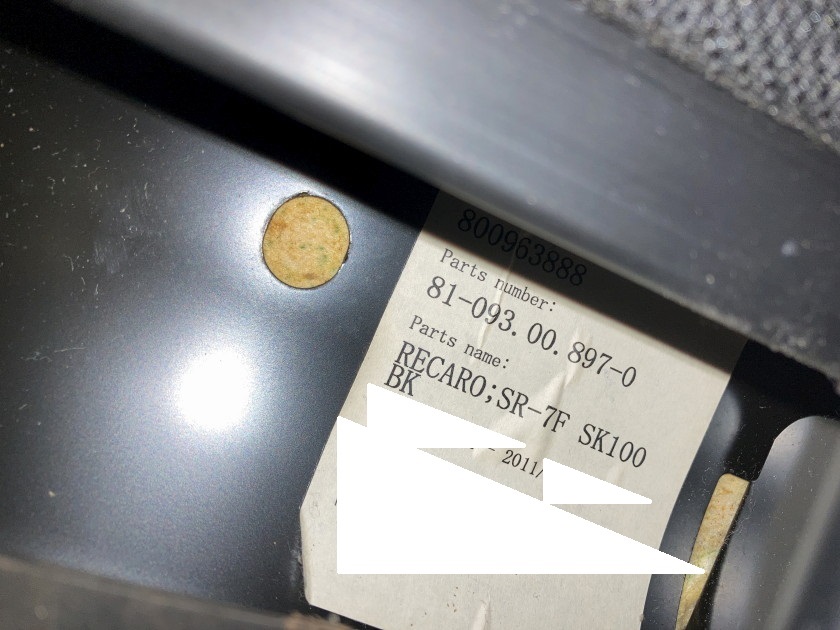 800963888
Parts number:
81-093.00.897-0
Parts name:
RECARO;SR-7F SK100
BK
2011/